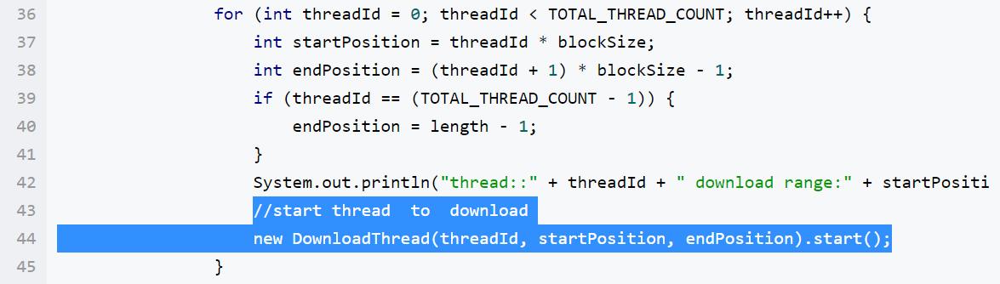 36 for (int threadId = 0; threadId < TOTAL_THREAD_COUNT; threadId++) {
37 int startPosition = threadId * blockSize;
38 int endPosition = (threadId + 1) * blockSize - 1;
39 if (threadId == (TOTAL_THREAD_COUNT - 1)) {
40 endPosition = length - 1;
41 }
42 System.out.println("thread::" + threadId + " download range:" + startPositi
43 //start thread  to  download
44 new DownloadThread(threadId, startPosition, endPosition).start();
45 }